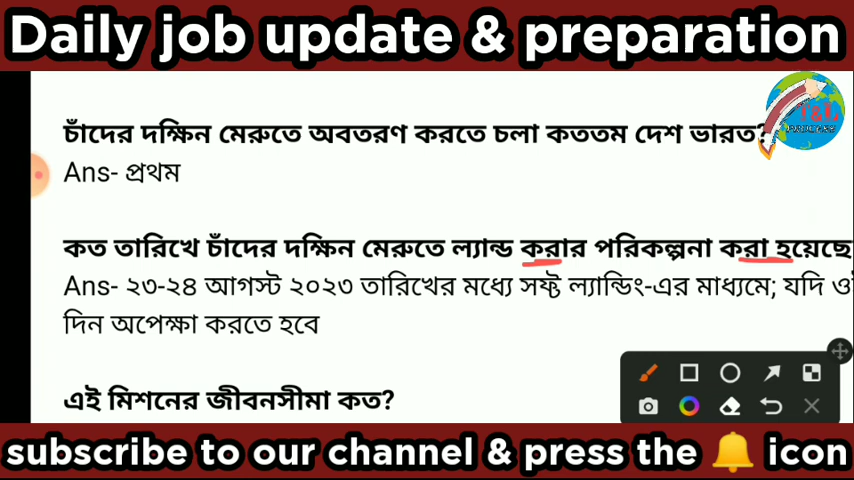 Daily job update & preparation
T&L
PROCESS
চাঁদের দক্ষিন মেরুতে অবতরণ করতে চলা কততম দেশ ভারত?
Ans- প্রথম
কত তারিখে চাঁদের দক্ষিন মেরুতে ল্যান্ড করার পরিকল্পনা করা হয়েছে
Ans- ২৩-২৪ আগস্ট ২০২৩ তারিখের মধ্যে সফ্ট ল্যান্ডিং-এর মাধ্যমে; যদি
দিন অপেক্ষা করতে হবে
এই মিশনের জীবনসীমা কত?
subscribe to our channel & press the 🔔 icon